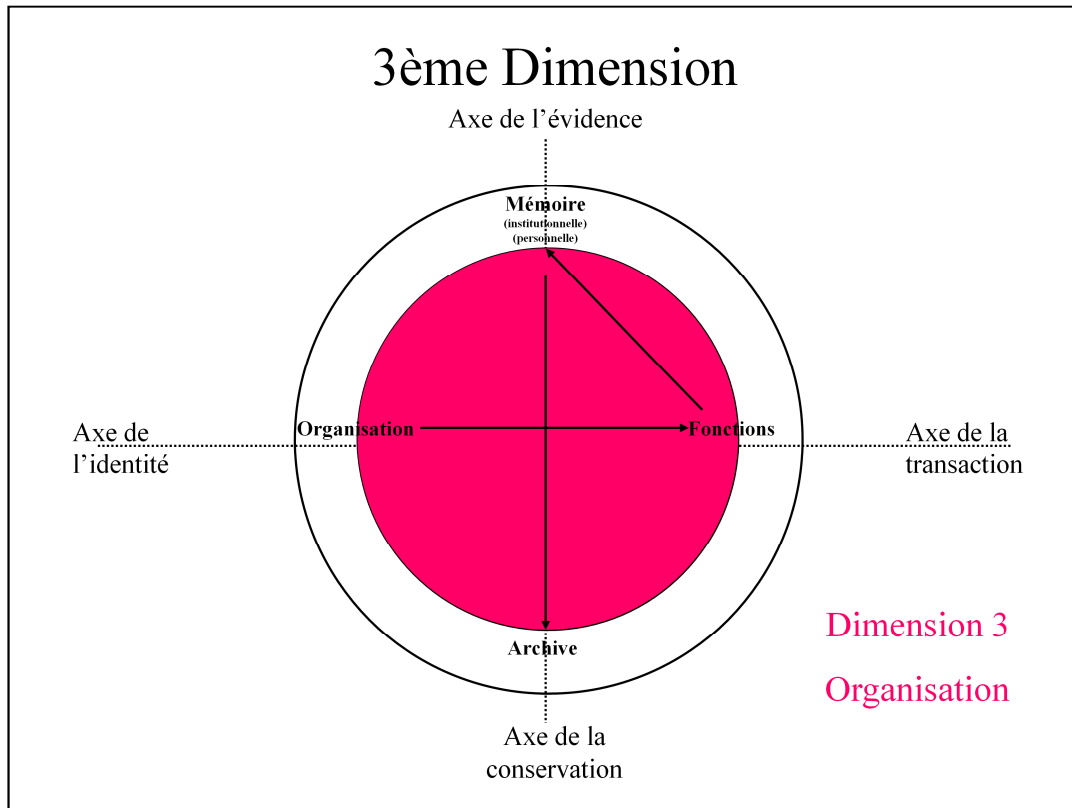 3ème Dimension
Axe de l’évidence
Mémoire
(institutionnelle)
(personnelle)
Axe de
l’identité
Organisation
Fonctions
Axe de la
transaction
Archive
Dimension 3
Organisation
Axe de la
conservation